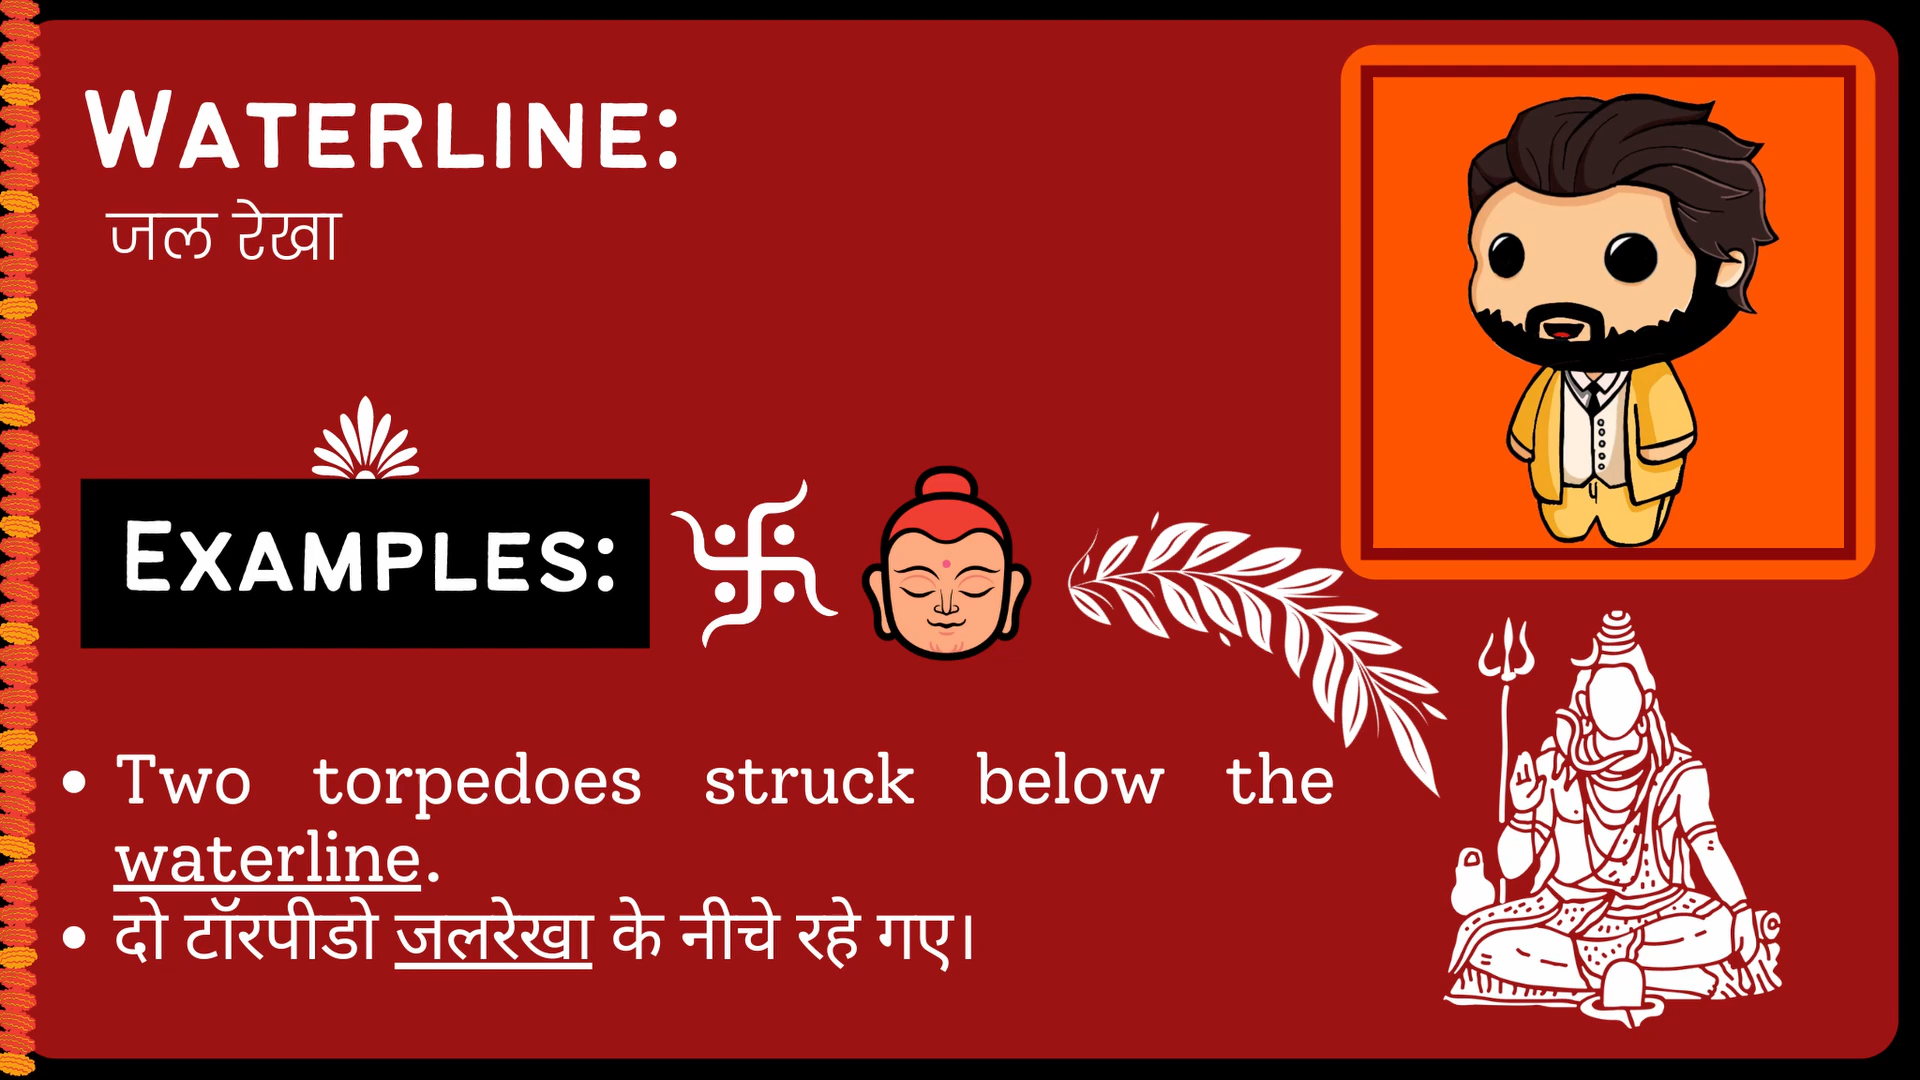 WATERLINE:
जल रेखा
EXAMPLES:
• Two torpedoes struck below the
waterline.
• दो टॉरपीडो जलरेखा के नीचे रहे गए।